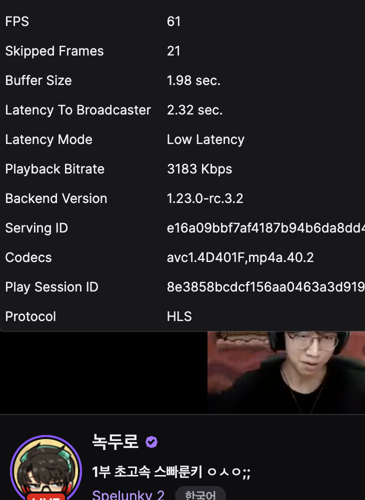 FPS 61
Skipped Frames 21
Buffer Size 1.98 sec.
Latency To Broadcaster 2.32 sec.
Latency Mode Low Latency
Playback Bitrate 3183 Kbps
Backend Version 1.23.0-rc.3.2
Serving ID e16a09bbf7af4187b94b6da8dd4
Codecs avc1.4D401F,mp4a.40.2
Play Session ID 8e3858bcdcf156aa0463a3d919
Protocol HLS
녹두로
1부 초고속 스빠룬키 ㅇㅅㅇ;;
Spelunky 2 한국어